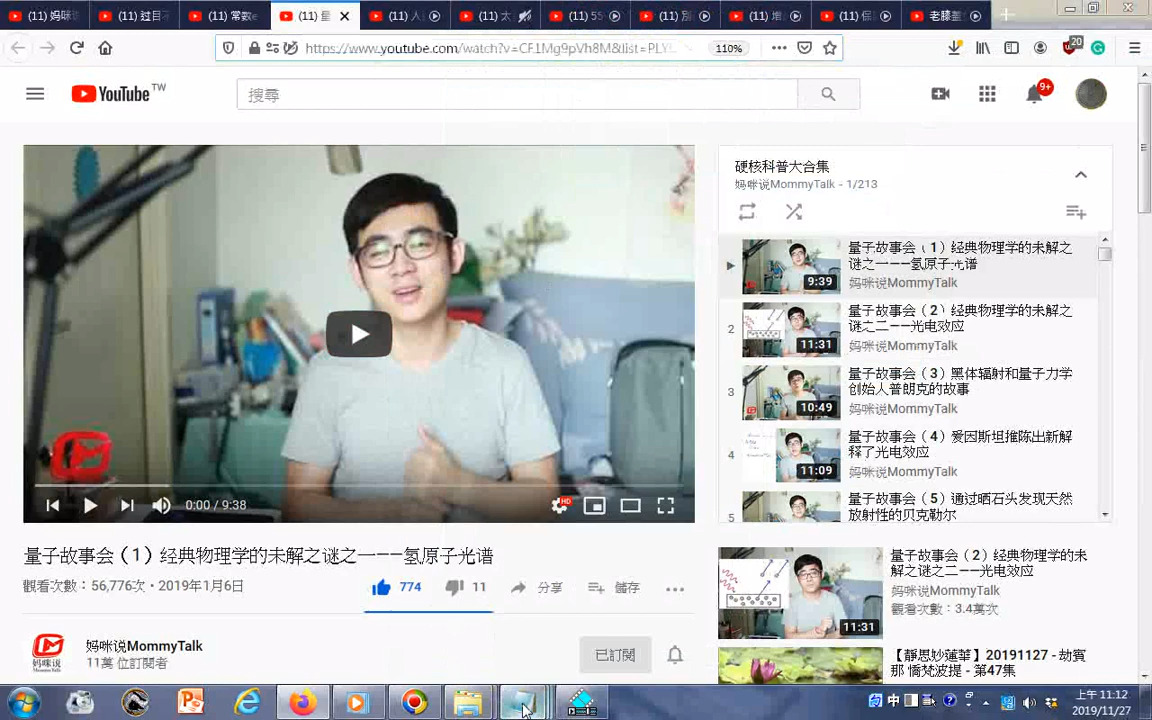 (11) 妈咪
(11) 过目
(11) 常数e
(11) 量
(11) 人
(11) 太
(11) 55
(11) 別
(11) 增
(11) 保
老膝蓋
https://www.youtube.com/watch?v=CF1Mg9pVh8M&list=PLY
110%
20
YouTube TW
搜尋
9+
硬核科普大合集
妈咪说MommyTalk - 1/213
量子故事会（1）经典物理学的未解之
谜之一——氢原子光谱
妈咪说MommyTalk
9:39
2
量子故事会（2）经典物理学的未解之
谜之二——光电效应
妈咪说MommyTalk
11:31
3
量子故事会（3）黑体辐射和量子力学
创始人普朗克的故事
妈咪说MommyTalk
10:49
4
量子故事会（4）爱因斯坦推陈出新解
释了光电效应
妈咪说MommyTalk
11:09
5
量子故事会（5）通过晒石头发现天然
放射性的贝克勒尔
0:00 / 9:38
HD
量子故事会（1）经典物理学的未解之谜之一——氢原子光谱
觀看次數：56,776次 • 2019年1月6日
774
11
分享
儲存
妈咪说MommyTalk
11萬 位訂閱者
已訂閱
妈咪说
量子故事会（2）经典物理学的未
解之谜之二——光电效应
妈咪说MommyTalk
觀看次數：3.4萬次
11:31
【靜思妙蓮華】20191127 - 劫賓
那 憍梵波提 - 第47集
中
上午 11:12
2019/11/27